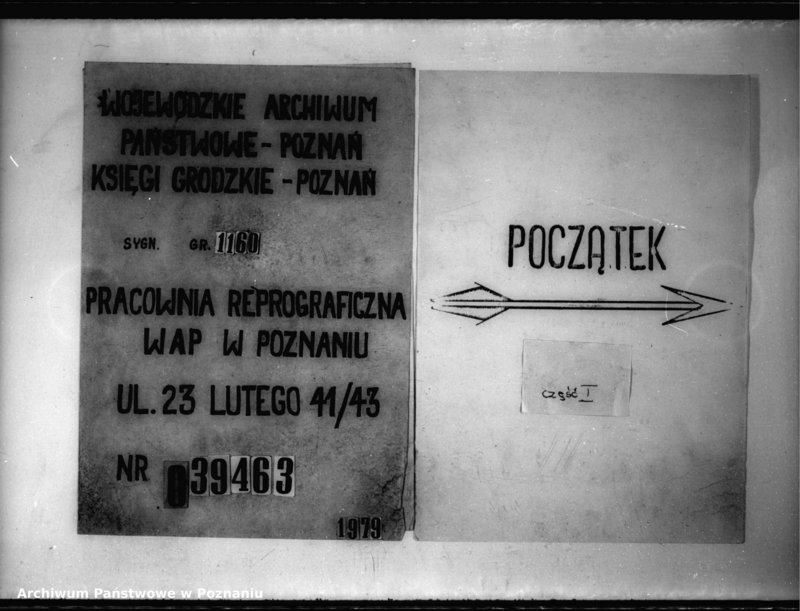 WOJEWÓDZKIE ARCHIWUM
PAŃSTWOWE - POZNAŃ
KSIĘGI GRODZKIE - POZNAŃ
SYGN. GR. 1160
PRACOWNIA REPROGRAFICZNA
WAP W POZNANIU
UL. 23 LUTEGO 41/43
NR 039463
1979
POCZĄTEK
część I
Archiwum Państwowe w Poznaniu